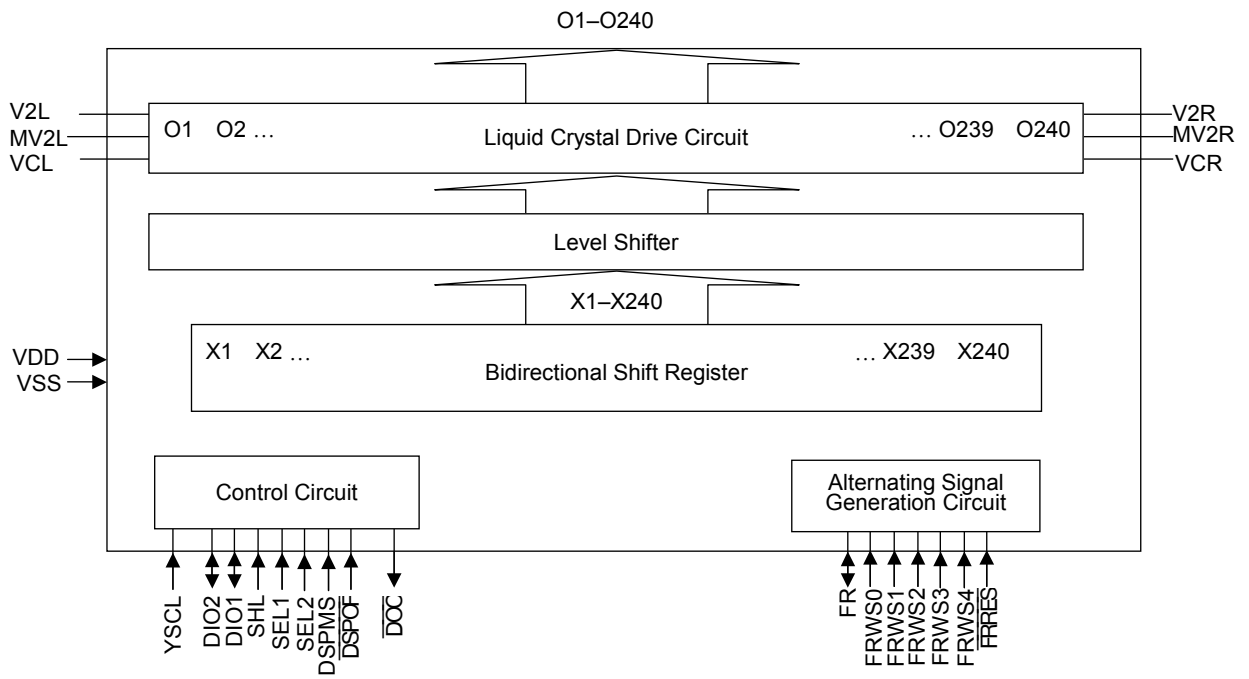 O1–O240
V2L
MV2L
VCL
O1 O2 … Liquid Crystal Drive Circuit … O239 O240
V2R
MV2R
VCR
Level Shifter
X1–X240
X1 X2 … Bidirectional Shift Register … X239 X240
VDD
VSS
Control Circuit
Alternating Signal
Generation Circuit
YSCL
DIO2
DIO1
SHL
SEL1
SEL2
DSPMS
DSPOF
DOC
FR
FRWS0
FRWS1
FRWS2
FRWS3
FRWS4
FRRES